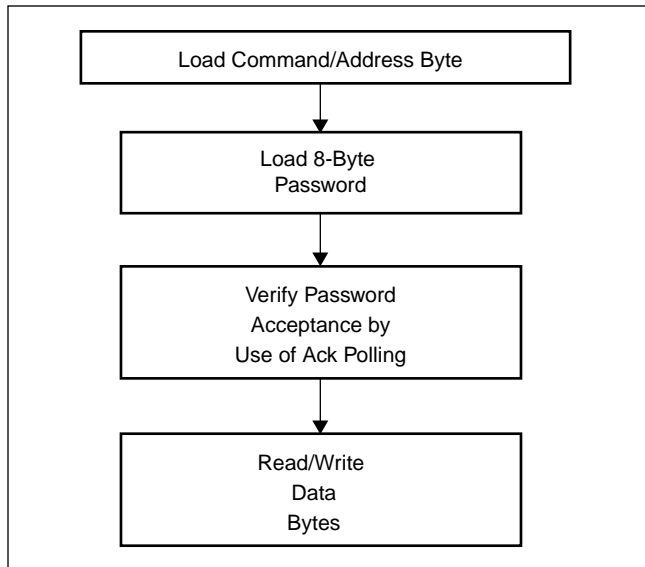 Load Command/Address Byte
Load 8-Byte
Password
Verify Password
Acceptance by
Use of Ack Polling
Read/Write
Data
Bytes